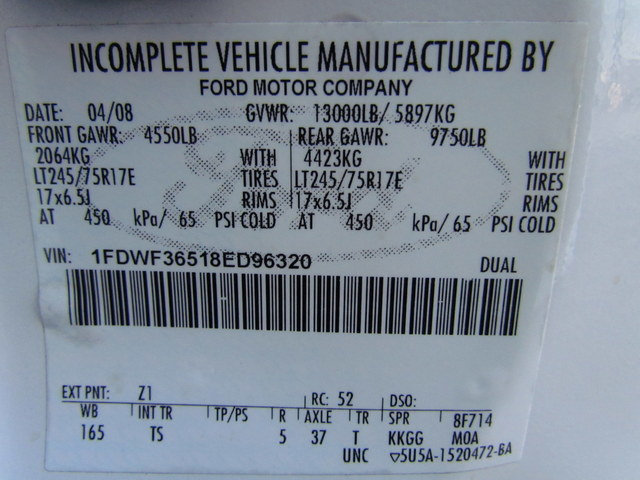 INCOMPLETE VEHICLE MANUFACTURED BY
FORD MOTOR COMPANY
DATE: 04/08 GVWR: 13000LB/ 5897KG
FRONT GAWR: 4550LB REAR GAWR: 9750LB
2064KG WITH 4423KG WITH
LT245/75R17E TIRES LT245/75R17E TIRES
17x6.5J RIMS 17x6.5J RIMS
AT 450 kPa/ 65 PSI COLD AT 450 kPa/ 65 PSI COLD
VIN: 1FDWF36518ED96320 DUAL
EXT PNT: Z1 RC: 52 DSO:
WB INT TR TP/PS R AXLE TR SPR 8F714
165 TS 5 37 T KKGG MOA
UNC ▽5U5A-1520472-BA